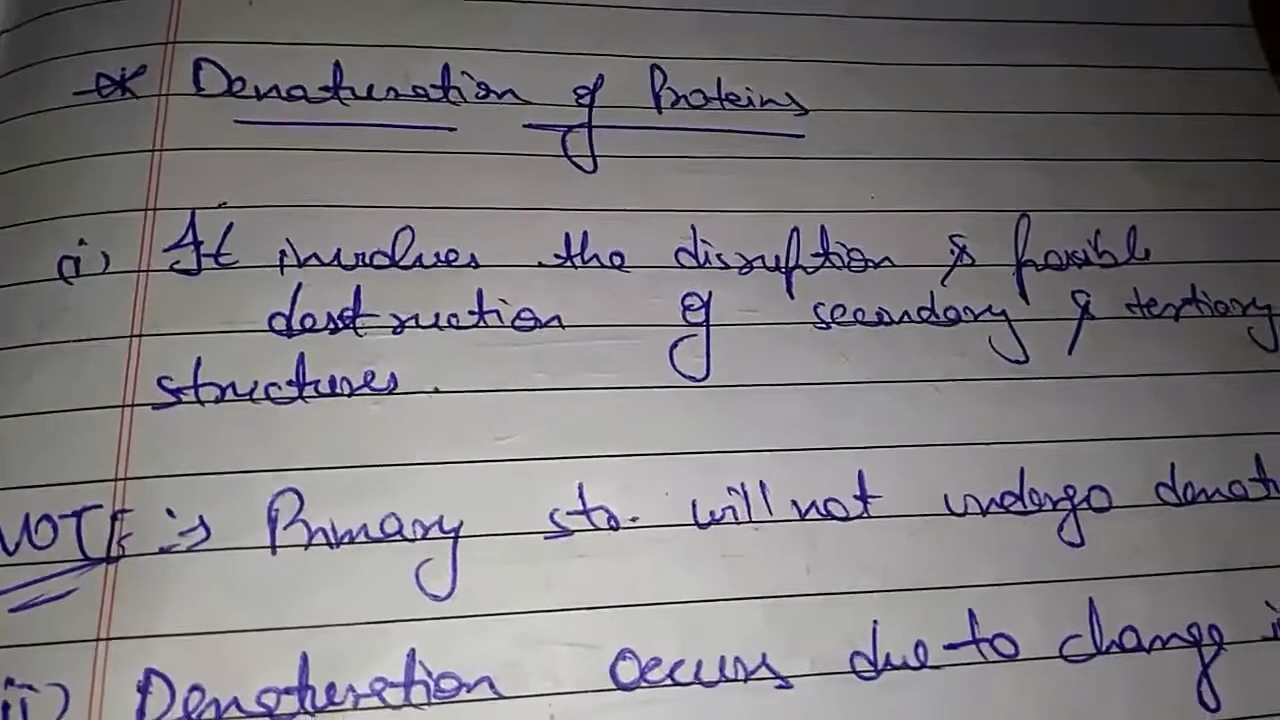 Denaturation of Proteins
(i) It involves the disruption & possible
destruction of secondary & tertiary
structures.
NOTE :→ Primary str. will not undergo denat
(ii) Denaturation occurs due to change i